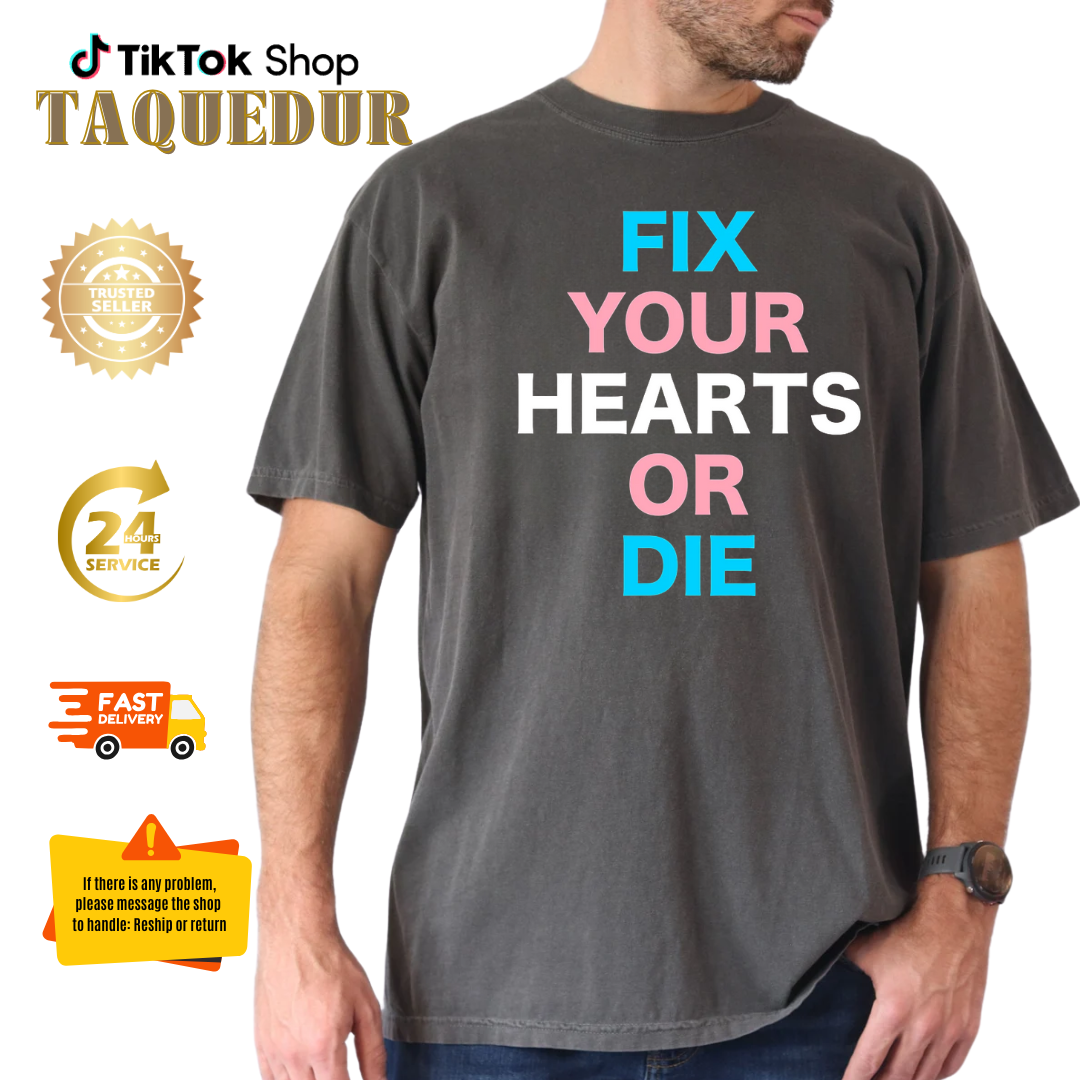 TikTok Shop
TAQUEDUR
TRUSTED
SELLER
24
HOURS
SERVICE
FAST
DELIVERY
If there is any problem,
please message the shop
to handle: Reship or return
FIX
YOUR
HEARTS
OR
DIE